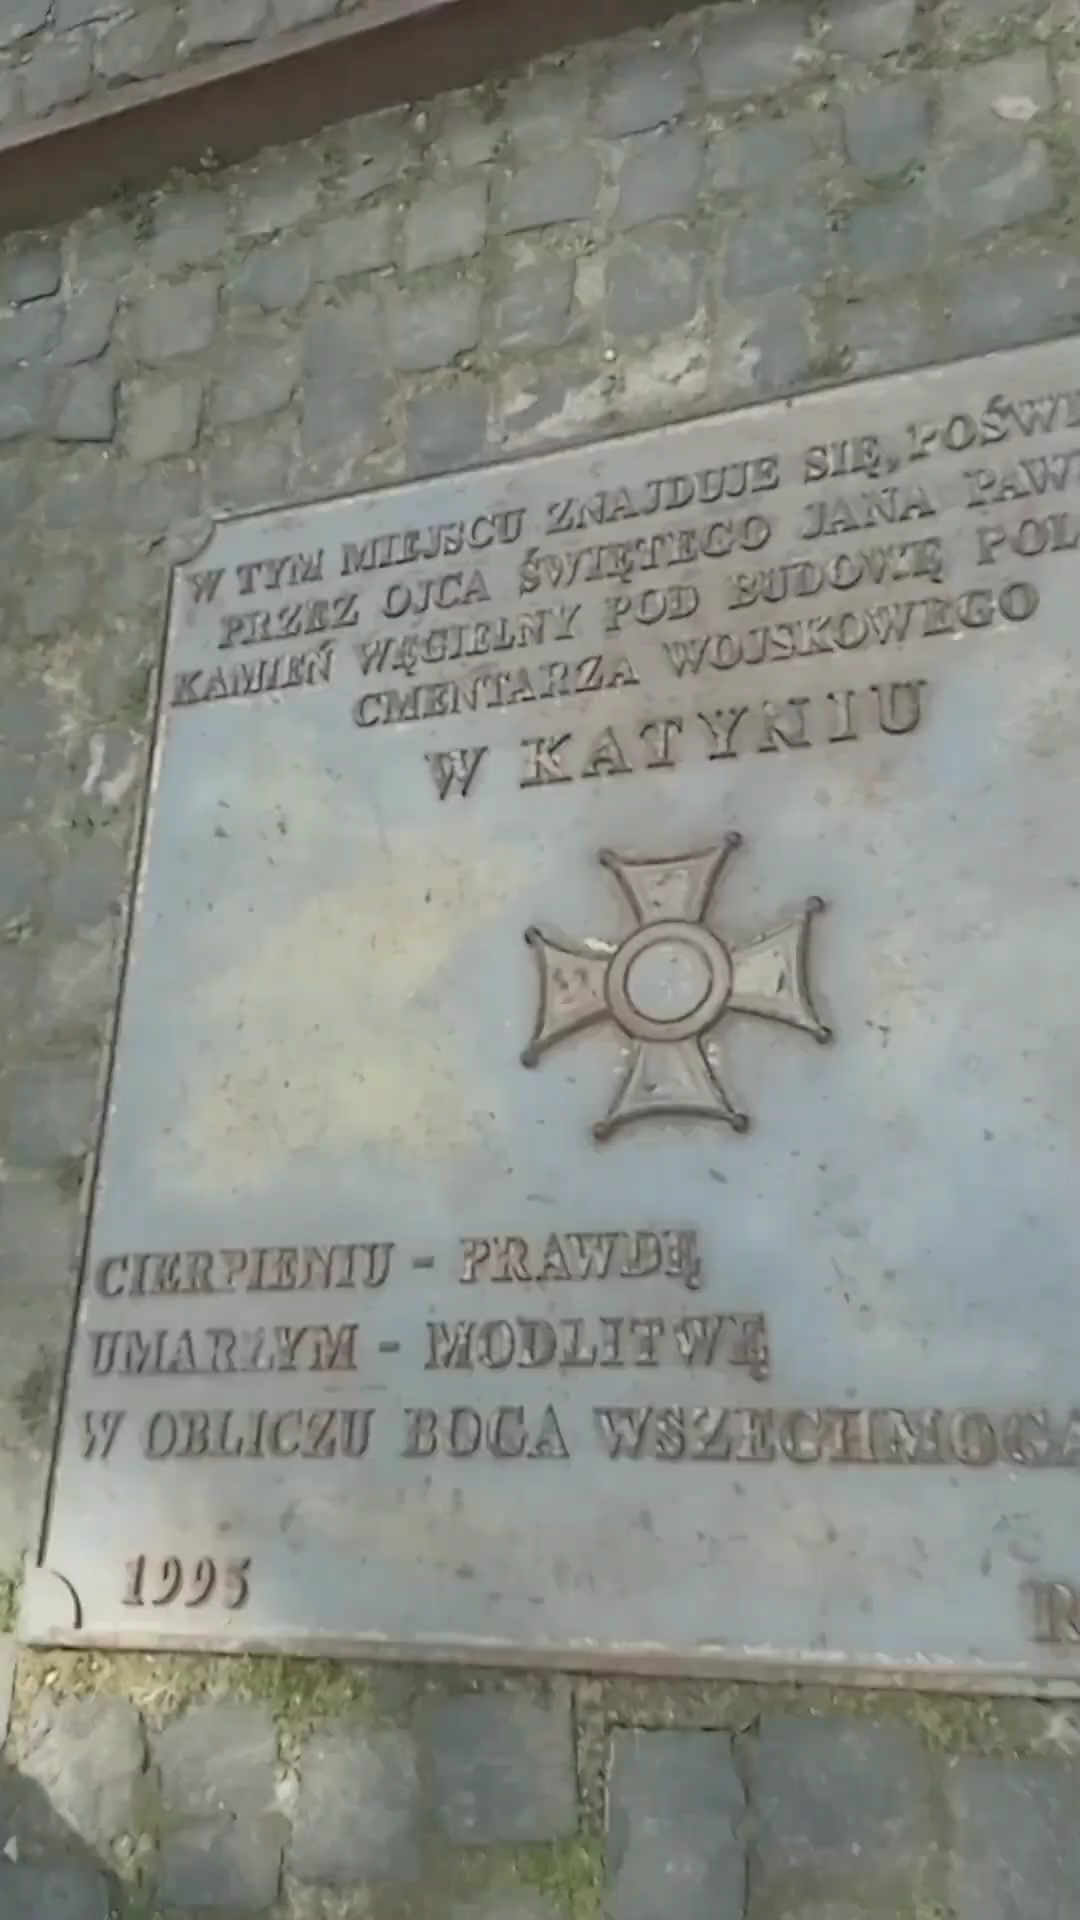 W TYM MIEJSCU ZNAJDUJE SIĘ, POŚWI
PRZEZ OJCA ŚWIĘTEGO JANA PAW
KAMIEŃ WĘGIELNY POD BUDOWĘ POL
CMENTARZA WOJSKOWEGO
W KATYNIU
CIERPIENIU - PRAWDĘ
UMARŁYM - MODLITWĘ
W OBLICZU BOGA WSZECHMOGĄ
1995 R